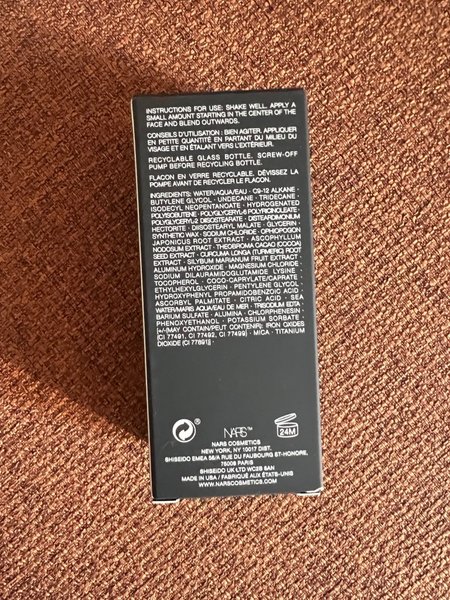 INSTRUCTIONS FOR USE: SHAKE WELL. APPLY A
SMALL AMOUNT STARTING IN THE CENTER OF THE
FACE AND BLEND OUTWARDS.
CONSEILS D'UTILISATION : BIEN AGITER. APPLIQUER
EN PETITE QUANTITÉ EN PARTANT DU MILIEU DU
VISAGE ET EN ÉTALANT VERS L'EXTÉRIEUR.
RECYCLABLE GLASS BOTTLE. SCREW-OFF
PUMP BEFORE RECYCLING BOTTLE.
FLACON EN VERRE RECYCLABLE. DÉVISSEZ LA
POMPE AVANT DE RECYCLER LE FLACON.
INGREDIENTS: WATER/AQUA/EAU · C9-12 ALKANE ·
BUTYLENE GLYCOL · UNDECANE · TRIDECANE ·
ISODECYL NEOPENTANOATE · HYDROGENATED
POLYISOBUTENE · POLYGLYCERYL-6 POLYRICINOLEATE ·
POLYGLYCERYL-2 DIISOSTEARATE · DISTEARDIMONIUM
HECTORITE · DIISOSTEARYL MALATE · GLYCERIN ·
SYNTHETIC WAX · SODIUM CHLORIDE · OPHIOPOGON
JAPONICUS ROOT EXTRACT · ASCOPHYLLUM
NODOSUM EXTRACT · THEOBROMA CACAO (COCOA)
SEED EXTRACT · CURCUMA LONGA (TURMERIC) ROOT
EXTRACT · SILYBUM MARIANUM FRUIT EXTRACT ·
ALUMINUM HYDROXIDE · MAGNESIUM CHLORIDE ·
SODIUM DILAURAMIDOGLUTAMIDE LYSINE ·
TOCOPHEROL · COCO-CAPRYLATE/CAPRATE ·
ETHYLHEXYLGLYCERIN · PENTYLENE GLYCOL ·
HYDROXYPHENYL PROPAMIDOBENZOIC ACID ·
ASCORBYL PALMITATE · CITRIC ACID · SEA
WATER/MARIS AQUA/EAU DE MER · TRISODIUM EDTA ·
BARIUM SULFATE · ALUMINA · CHLORPHENESIN ·
PHENOXYETHANOL · POTASSIUM SORBATE ·
[+/-(MAY CONTAIN/PEUT CONTENIR): IRON OXIDES
(CI 77491, CI 77492, CI 77499) · MICA · TITANIUM
DIOXIDE (CI 77891)]
NARS™
24M
NARS COSMETICS
NEW YORK, NY 10017 DIST.
SHISEIDO EMEA 56/A RUE DU FAUBOURG ST-HONORE,
75008 PARIS
SHISEIDO UK LTD WC2B 5AN
MADE IN USA / FABRIQUÉ AUX ÉTATS-UNIS
WWW.NARSCOSMETICS.COM